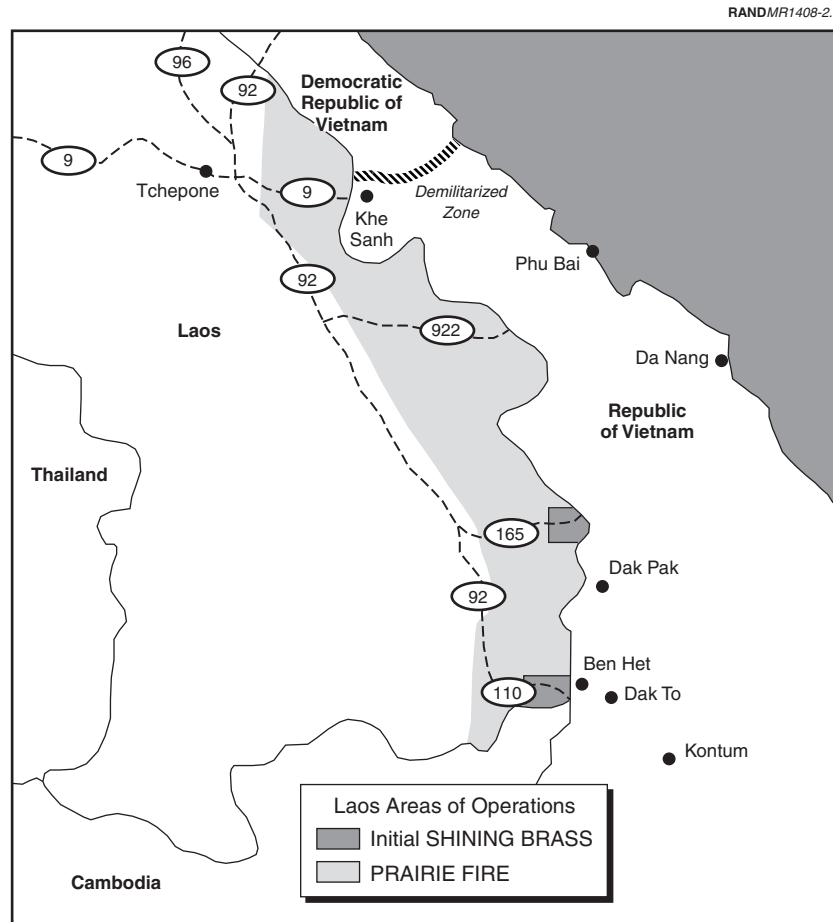 RANDMR1408-2.
96
92
Democratic
Republic of
Vietnam
9
Tchepone
9
Demilitarized
Zone
Khe
Sanh
Phu Bai
92
Laos
922
Da Nang
Republic
of Vietnam
Thailand
165
Dak Pak
92
Ben Het
110
Dak To
Kontum
Laos Areas of Operations
Initial SHINING BRASS
PRAIRIE FIRE
Cambodia